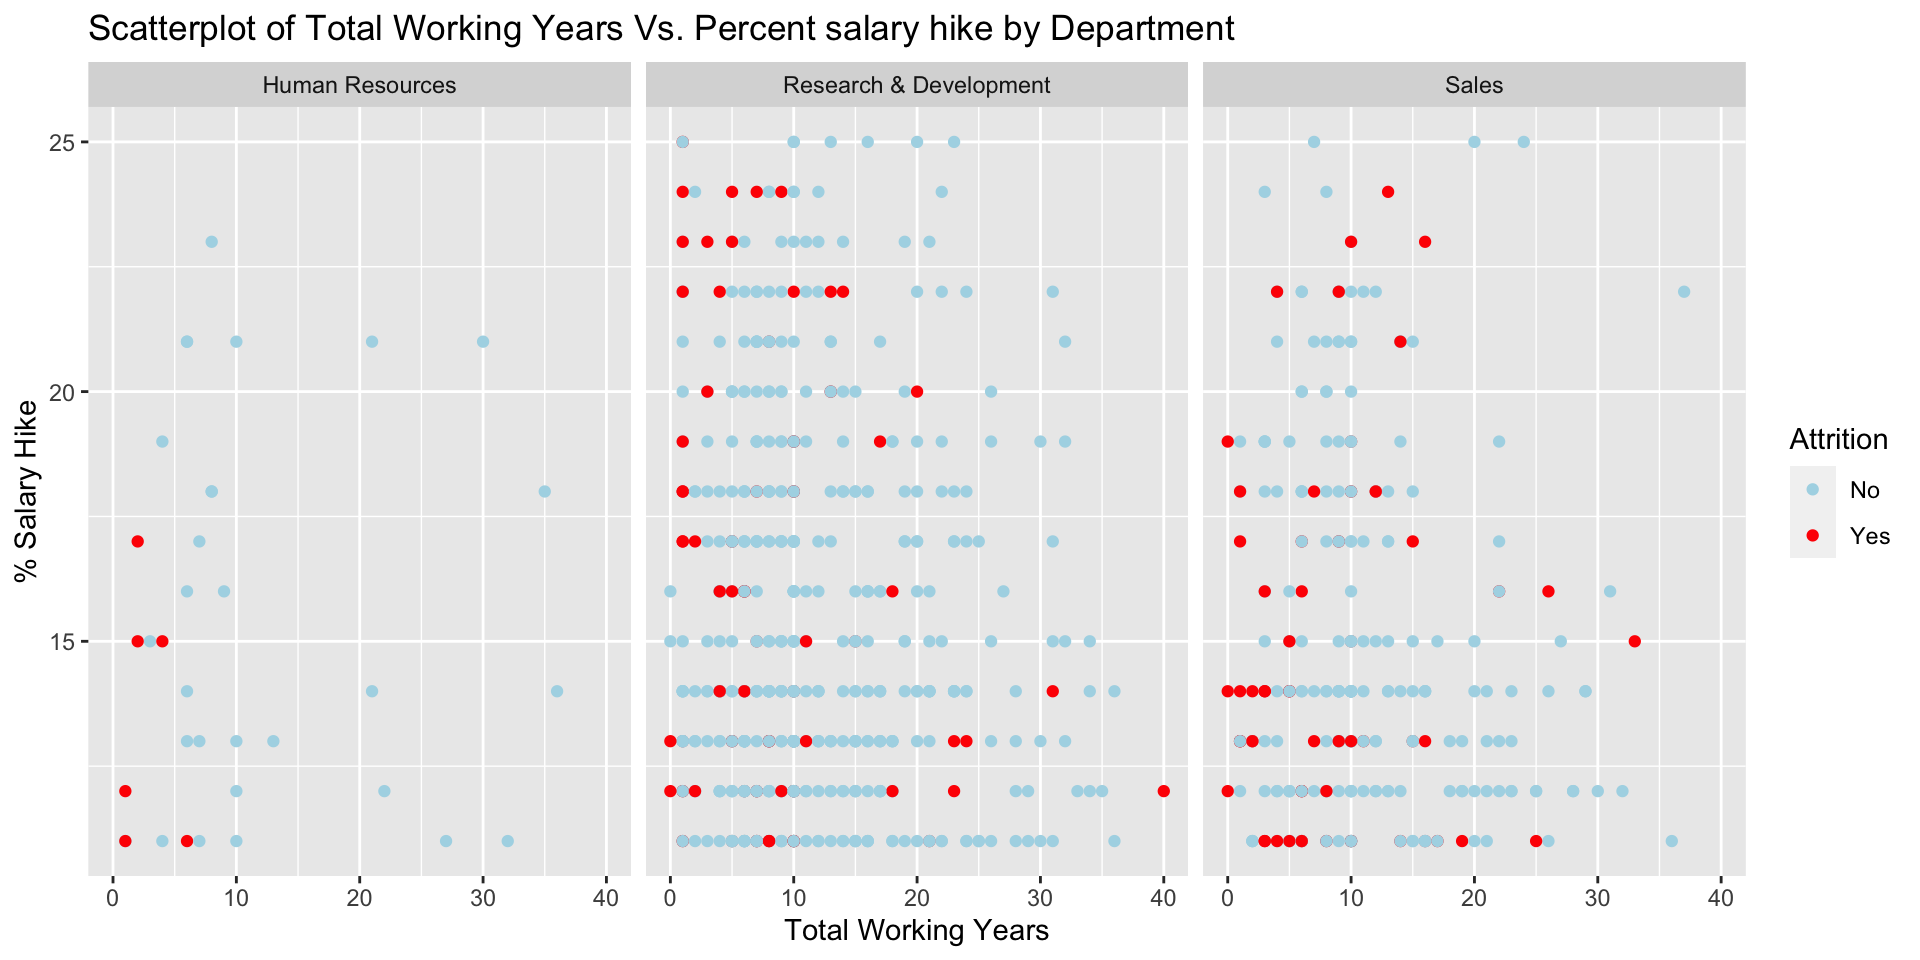 Scatterplot of Total Working Years Vs. Percent salary hike by Department
Human Resources
Research & Development
Sales
25
20
15
% Salary Hike
0 10 20 30 40
0 10 20 30 40
0 10 20 30 40
Total Working Years
Attrition
No
Yes